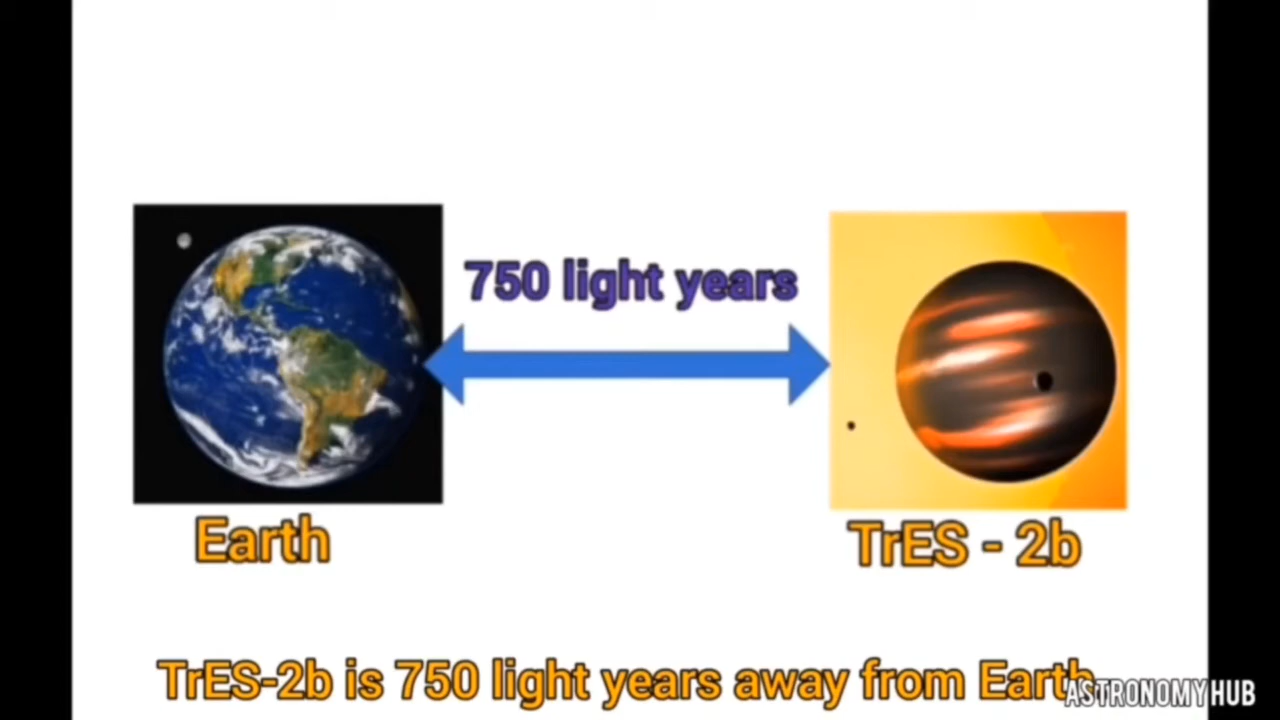 750 light years
Earth
TrES - 2b
TrES-2b is 750 light years away from Earth
ASTRONOMY HUB